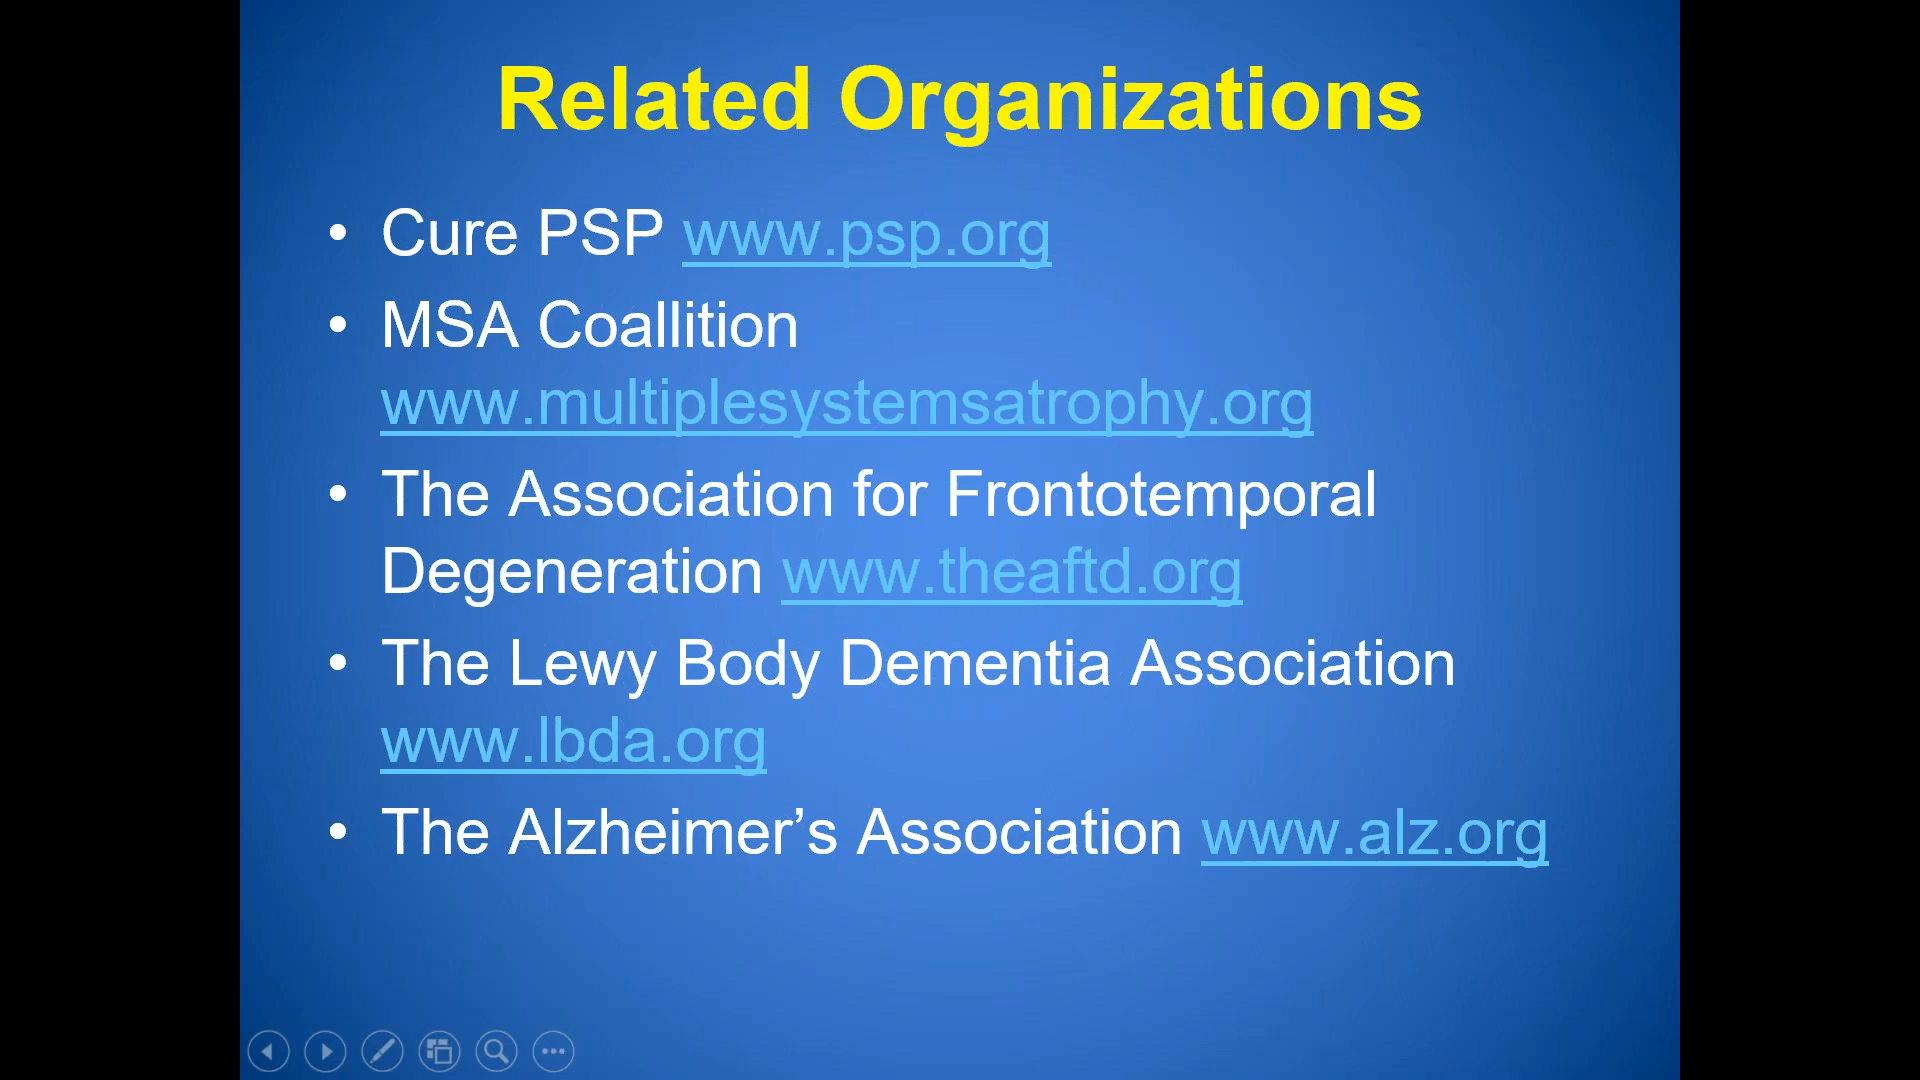 Related Organizations
• Cure PSP www.psp.org
• MSA Coallition
www.multiplesystemsatrophy.org
• The Association for Frontotemporal
Degeneration www.theaftd.org
• The Lewy Body Dementia Association
www.lbda.org
• The Alzheimer’s Association www.alz.org